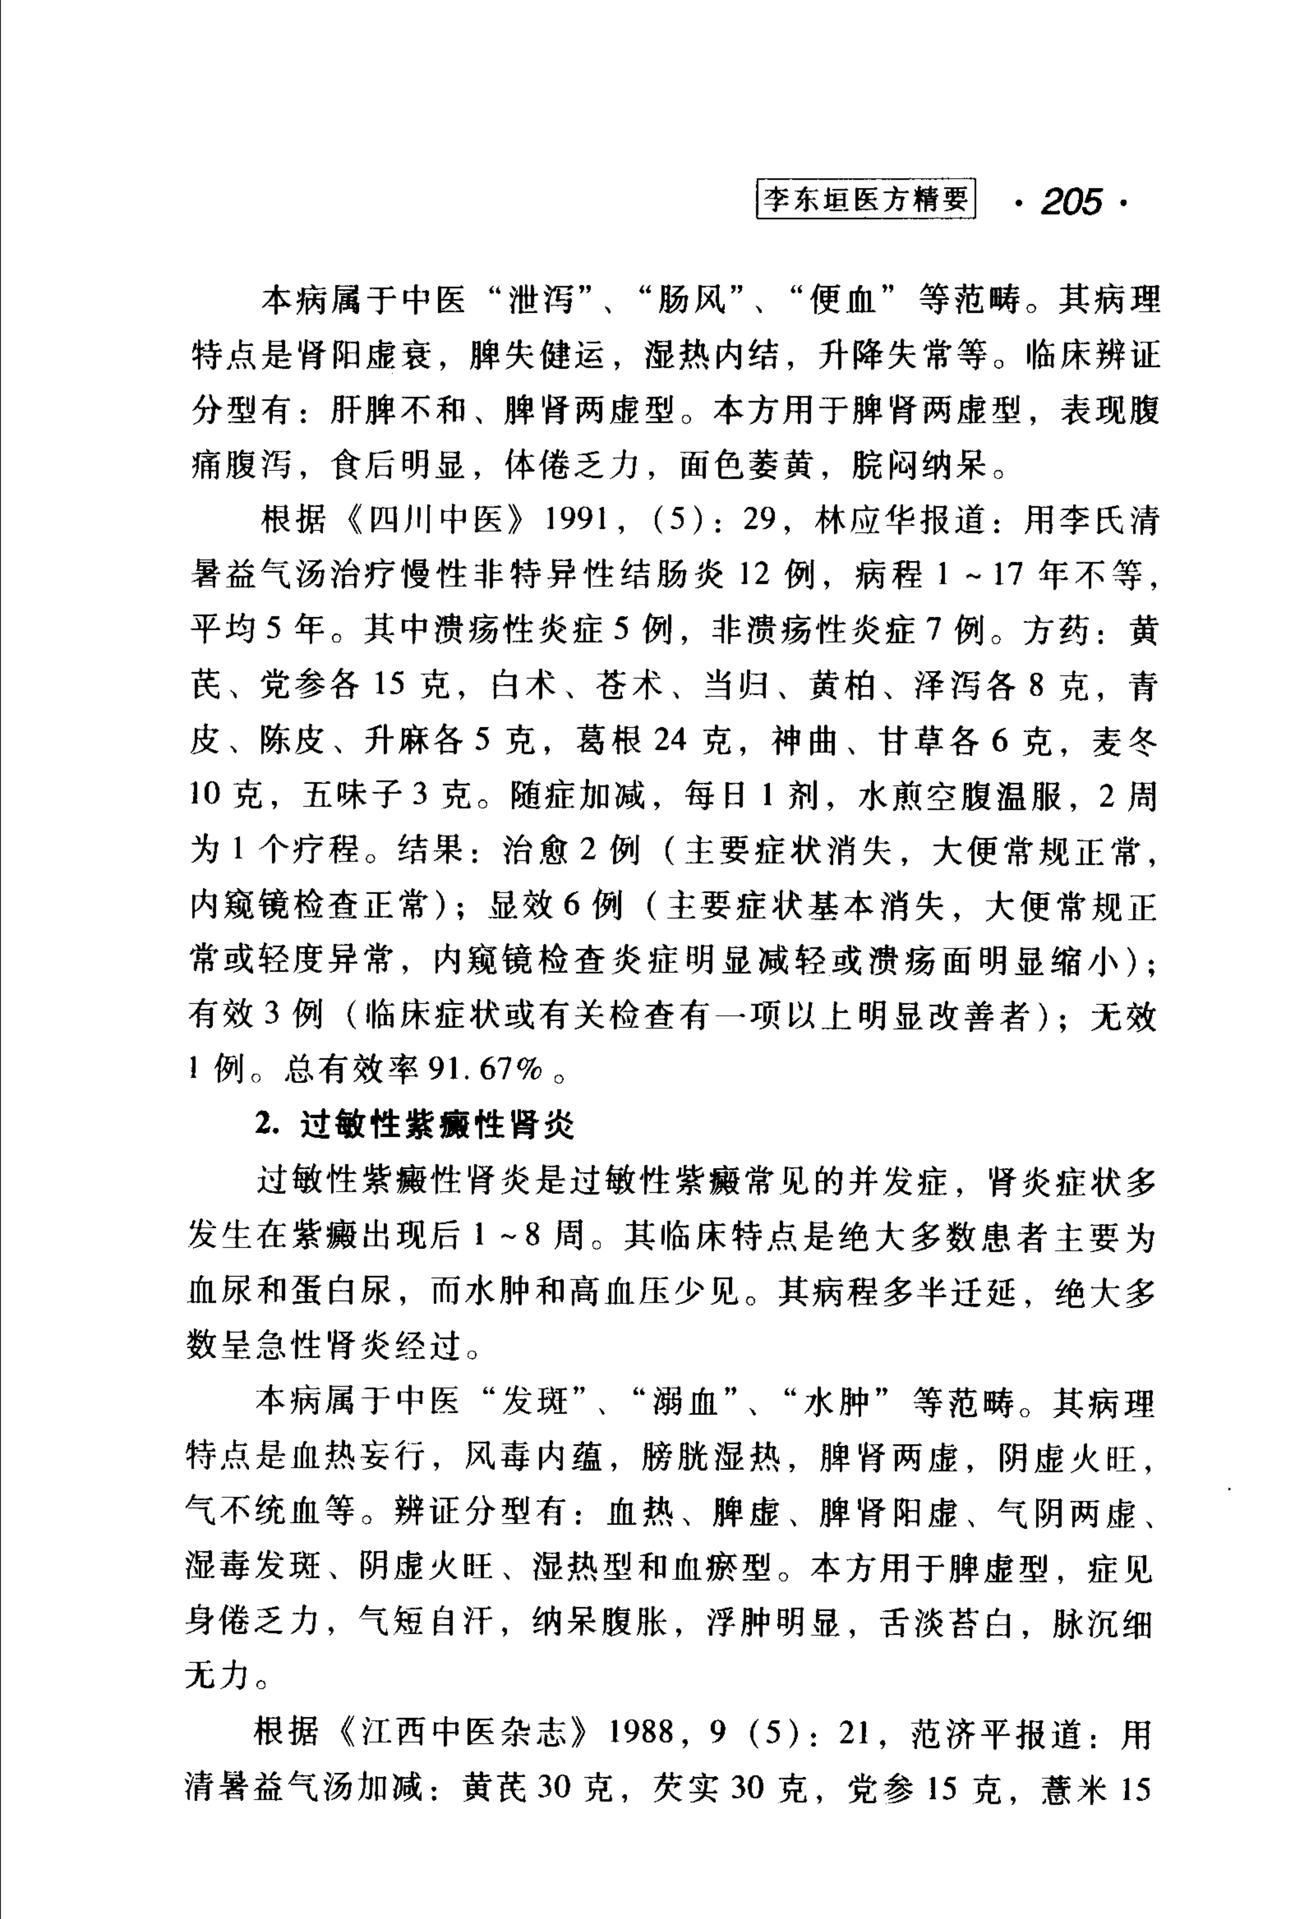 李东垣医方精要 ·205·
本病属于中医“泄泻”、“肠风”、“便血”等范畴。其病理
特点是肾阳虚衰，脾失健运，湿热内结，升降失常等。临床辨证
分型有：肝脾不和、脾肾两虚型。本方用于脾肾两虚型，表现腹
痛腹泻，食后明显，体倦乏力，面色萎黄，脘闷纳呆。
根据《四川中医》1991，(5)：29，林应华报道：用李氏清
暑益气汤治疗慢性非特异性结肠炎12例，病程1~17年不等，
平均5年。其中溃疡性炎症5例，非溃疡性炎症7例。方药：黄
芪、党参各15克，白术、苍术、当归、黄柏、泽泻各8克，青
皮、陈皮、升麻各5克，葛根24克，神曲、甘草各6克，麦冬
10克，五味子3克。随症加减，每日1剂，水煎空腹温服，2周
为1个疗程。结果：治愈2例（主要症状消失，大便常规正常，
内窥镜检查正常）；显效6例（主要症状基本消失，大便常规正
常或轻度异常，内窥镜检查炎症明显减轻或溃疡面明显缩小）；
有效3例（临床症状或有关检查有一项以上明显改善者）；无效
1例。总有效率91.67%。
2. 过敏性紫癜性肾炎
过敏性紫癜性肾炎是过敏性紫癜常见的并发症，肾炎症状多
发生在紫癜出现后1~8周。其临床特点是绝大多数患者主要为
血尿和蛋白尿，而水肿和高血压少见。其病程多半迁延，绝大多
数呈急性肾炎经过。
本病属于中医“发斑”、“溺血”、“水肿”等范畴。其病理
特点是血热妄行，风毒内蕴，膀胱湿热，脾肾两虚，阴虚火旺，
气不统血等。辨证分型有：血热、脾虚、脾肾阳虚、气阴两虚、
湿毒发斑、阴虚火旺、湿热型和血瘀型。本方用于脾虚型，症见
身倦乏力，气短自汗，纳呆腹胀，浮肿明显，舌淡苔白，脉沉细
无力。
根据《江西中医杂志》1988，9（5）：21，范济平报道：用
清暑益气汤加减：黄芪30克，芡实30克，党参15克，薏米15